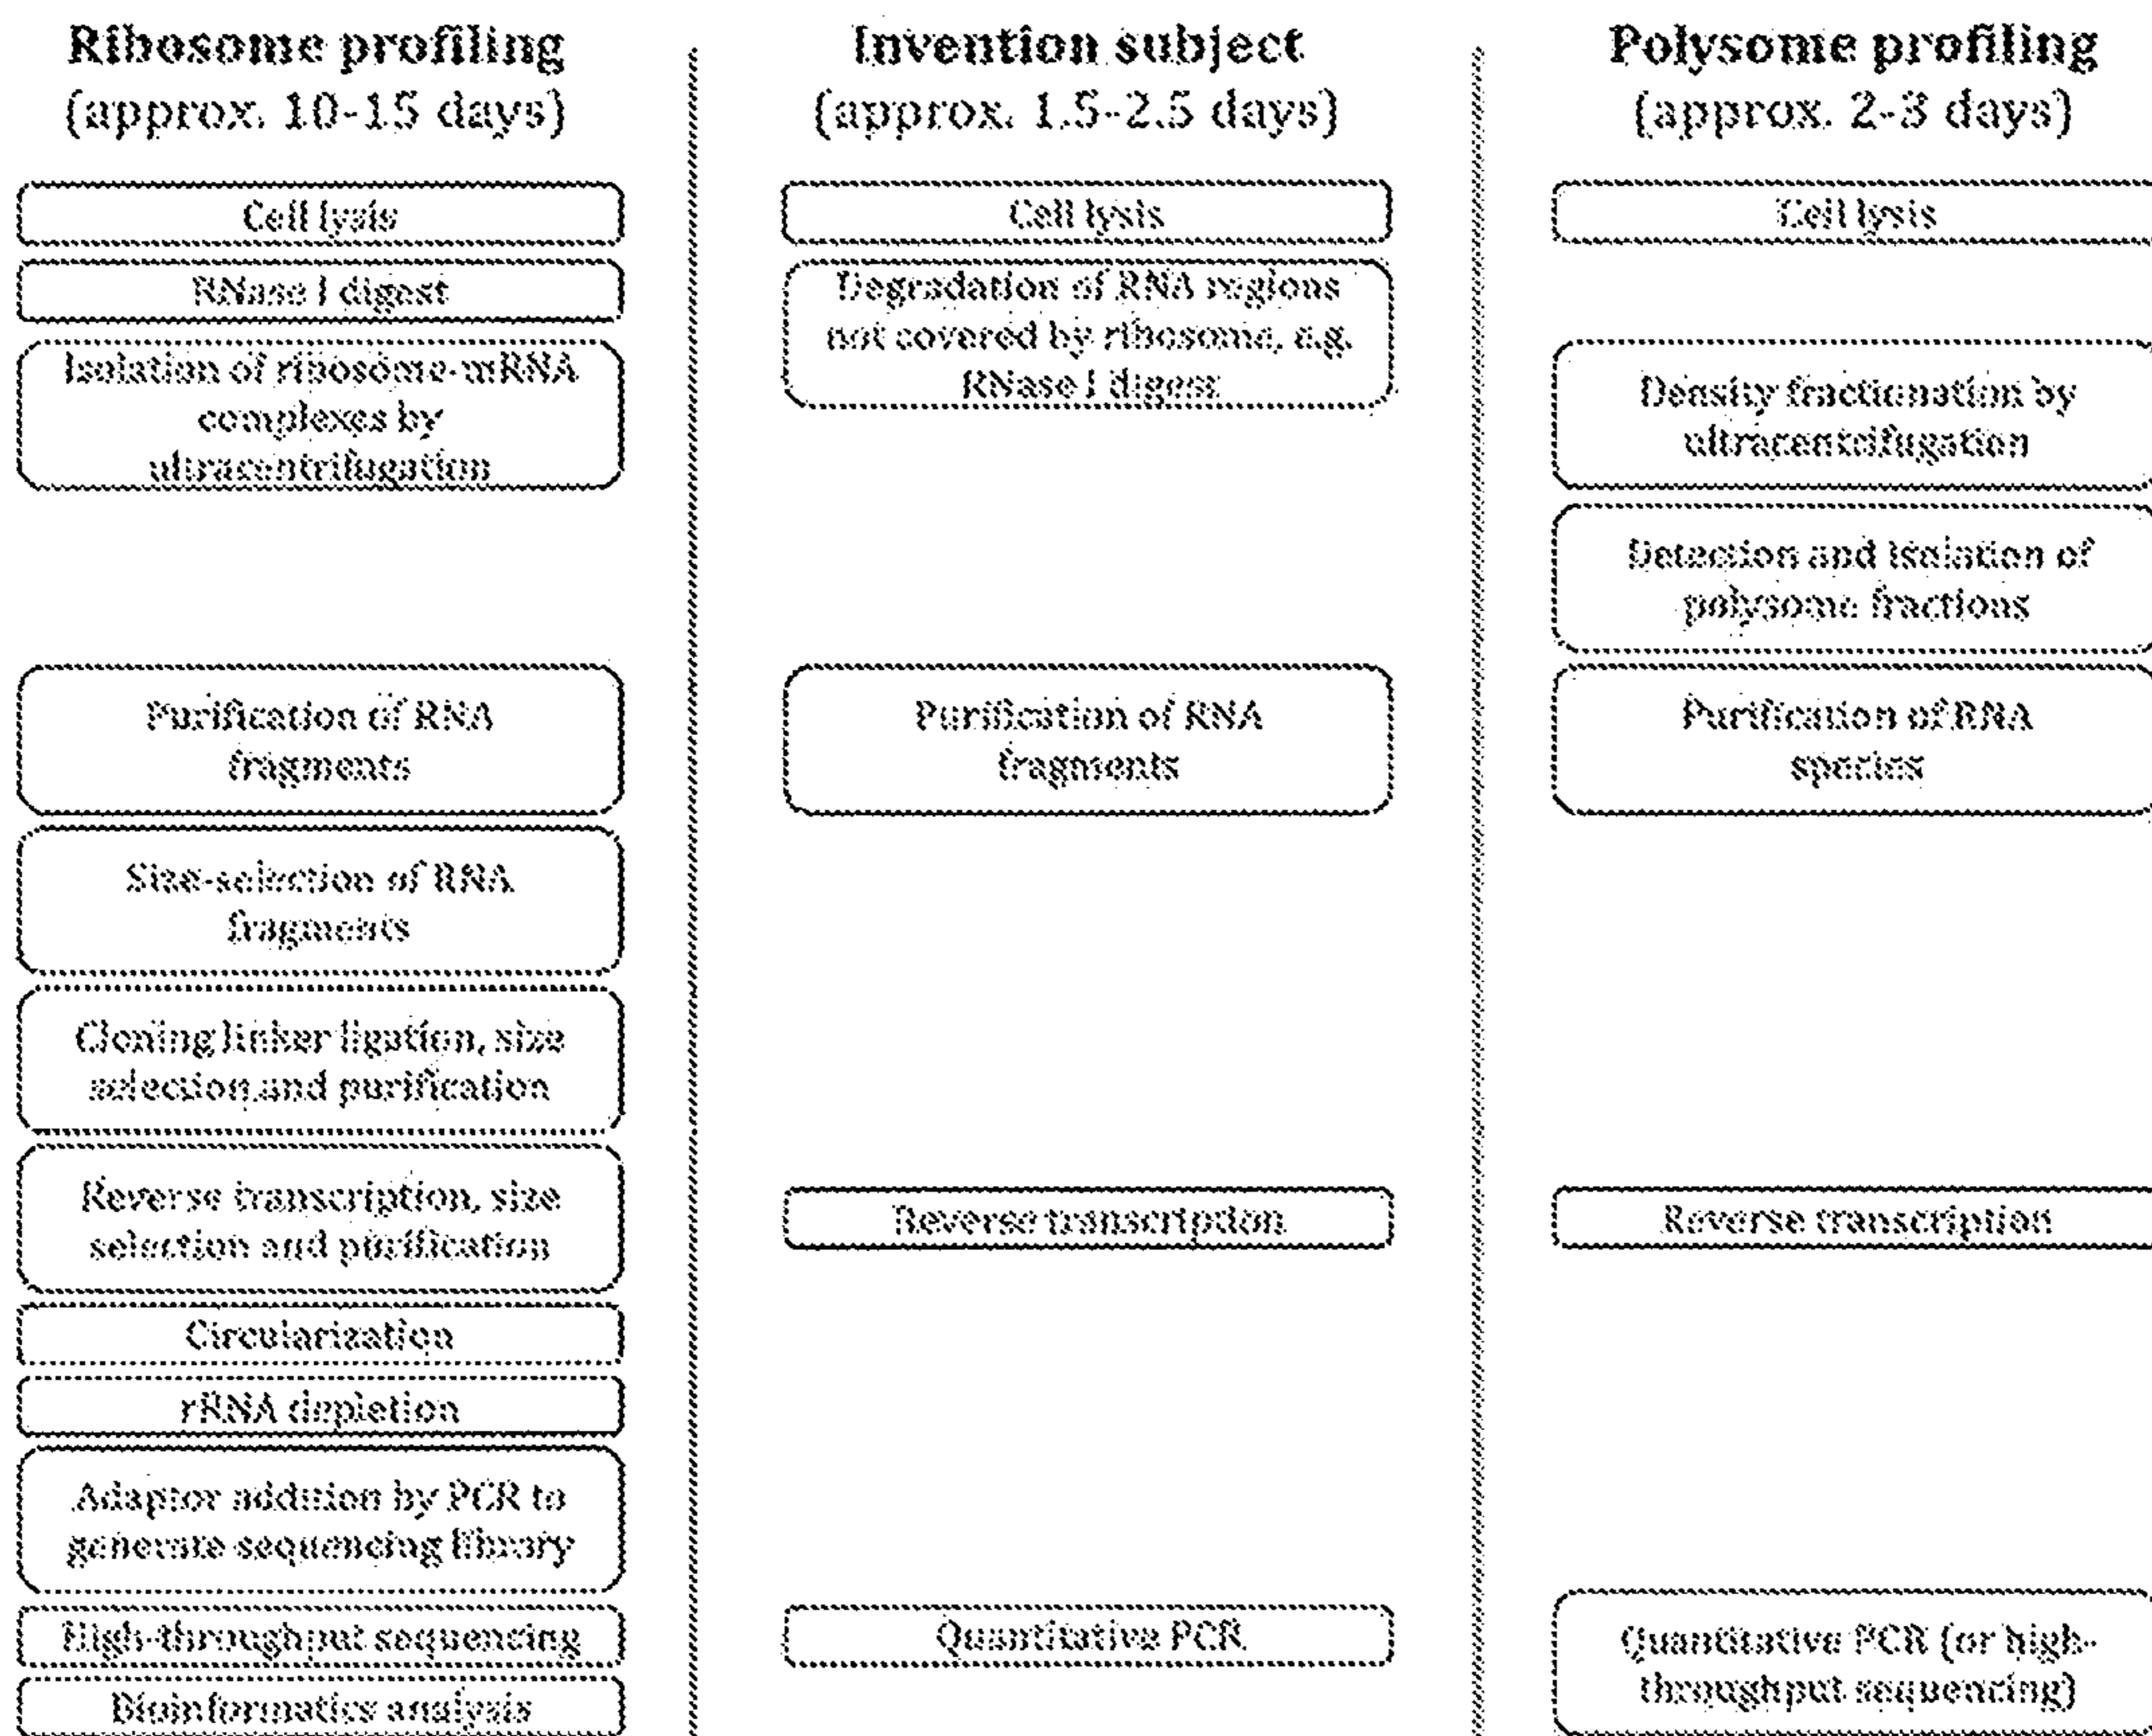 Ribosome profiling
(approx. 10-15 days)
Cell lysis
RNase I digest
Isolation of ribosome-mRNA
complexes by
ultracentrifugation
Purification of RNA
fragments
Size-selection of RNA
fragments
Cloning linker ligation, size
selection and purification
Reverse transcription, size
selection and purification
Circularization
rRNA depletion
Adaptor addition by PCR to
generate sequencing library
High-throughput sequencing
Bioinformatics analysis
Invention subject
(approx. 1.5-2.5 days)
Cell lysis
Degradation of RNA regions
not covered by ribosome, e.g.
RNase I digest
Purification of RNA
fragments
Reverse transcription
Quantitative PCR
Polysome profiling
(approx. 2-3 days)
Cell lysis
Density fractionation by
ultracentrifugation
Detection and isolation of
polysome fractions
Purification of RNA
species
Reverse transcription
Quantitative PCR (or high-
throughput sequencing)